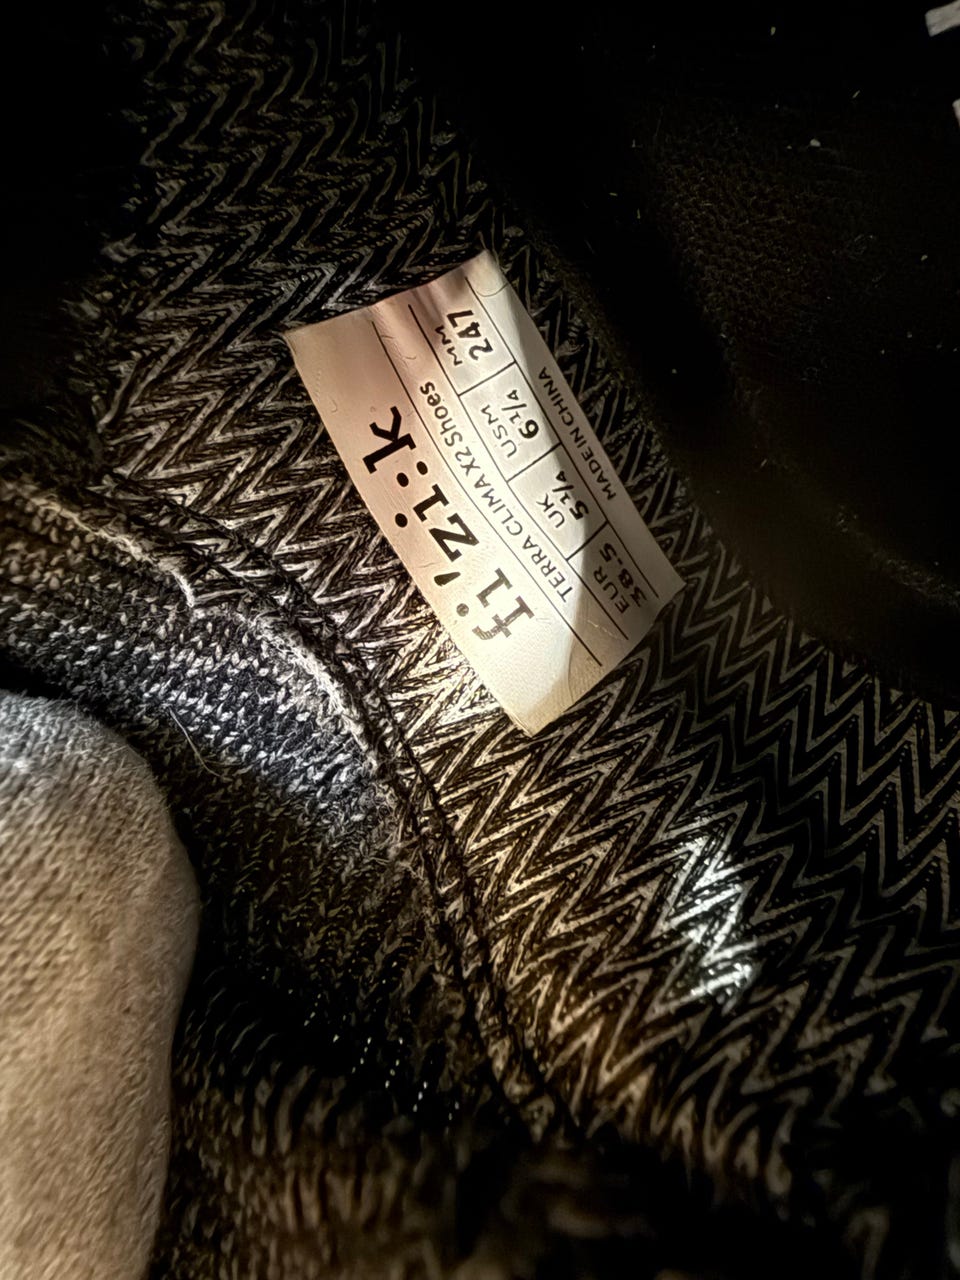 fi'zi:k
TERRA CLIMA X2 Shoes
EUR UK USM MM
38.5 5 1/4 6 1/4 247
MADE IN CHINA